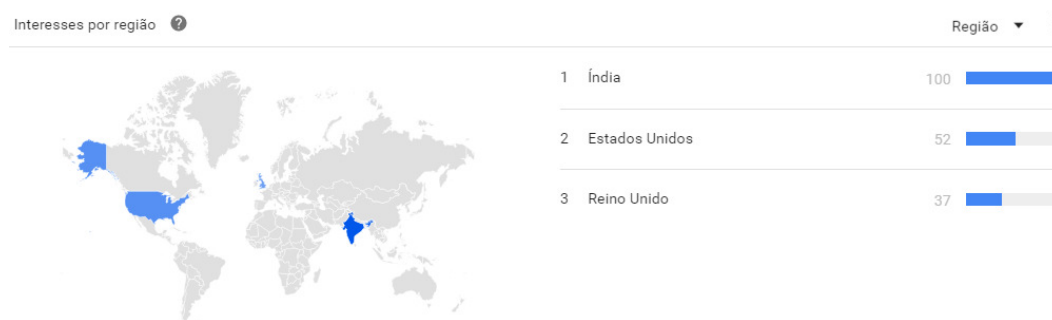 Interesses por região
Região
1 Índia 100
2 Estados Unidos 52
3 Reino Unido 37